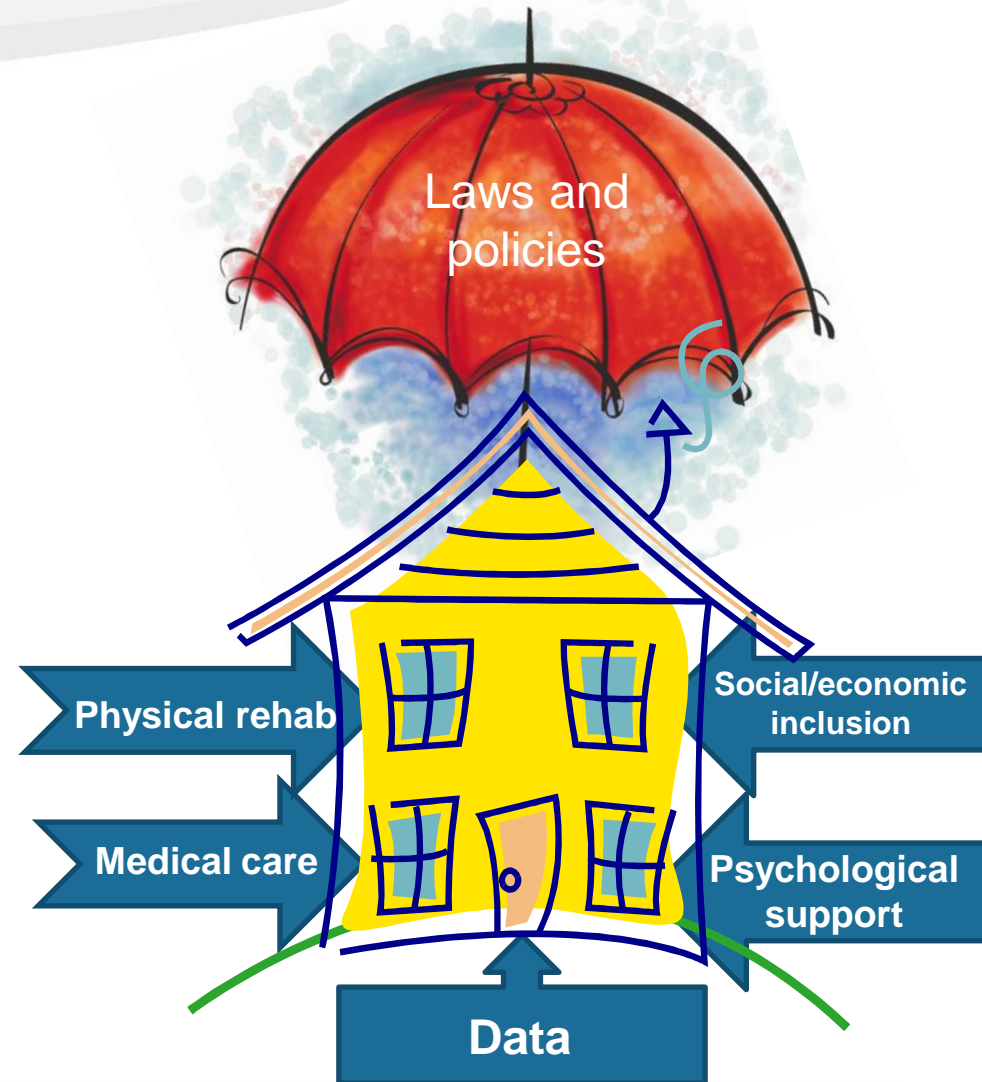 Laws and
policies
Physical rehab
Social/economic
inclusion
Medical care
Psychological
support
Data